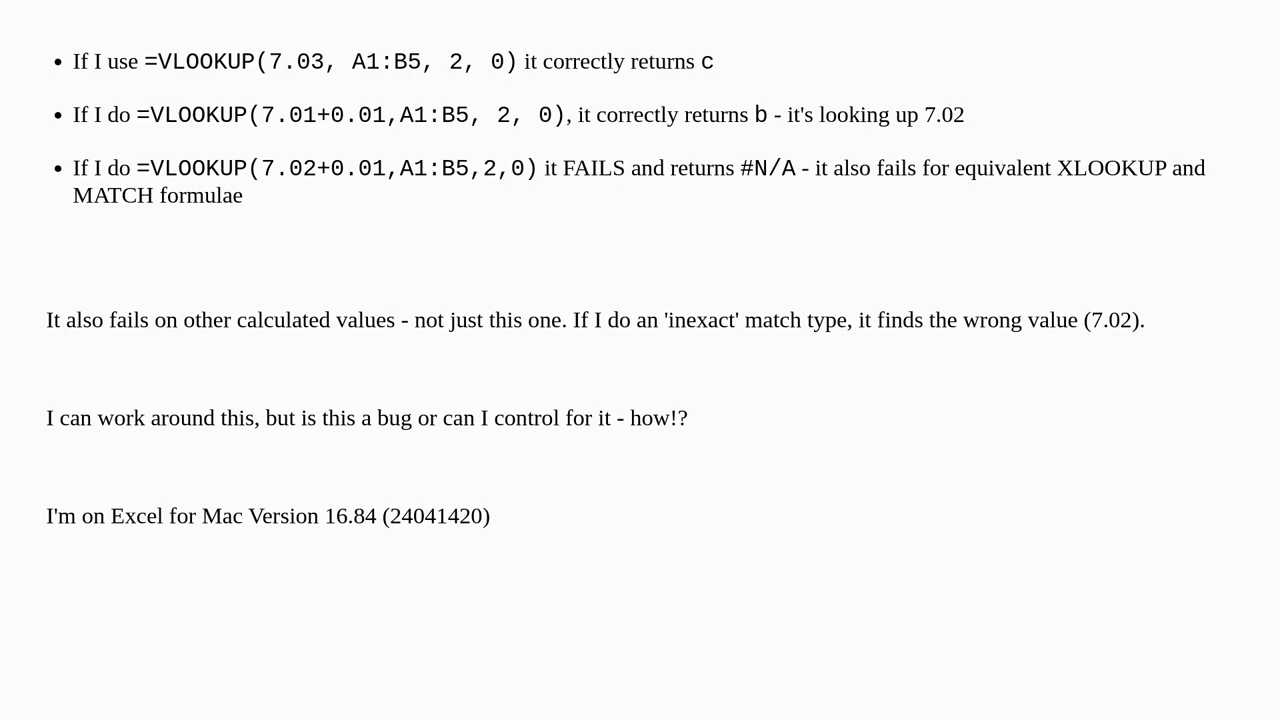 • If I use =VLOOKUP(7.03, A1:B5, 2, 0) it correctly returns c
• If I do =VLOOKUP(7.01+0.01,A1:B5, 2, 0), it correctly returns b - it's looking up 7.02
• If I do =VLOOKUP(7.02+0.01,A1:B5,2,0) it FAILS and returns #N/A - it also fails for equivalent XLOOKUP and
MATCH formulae
It also fails on other calculated values - not just this one. If I do an 'inexact' match type, it finds the wrong value (7.02).
I can work around this, but is this a bug or can I control for it - how!?
I'm on Excel for Mac Version 16.84 (24041420)